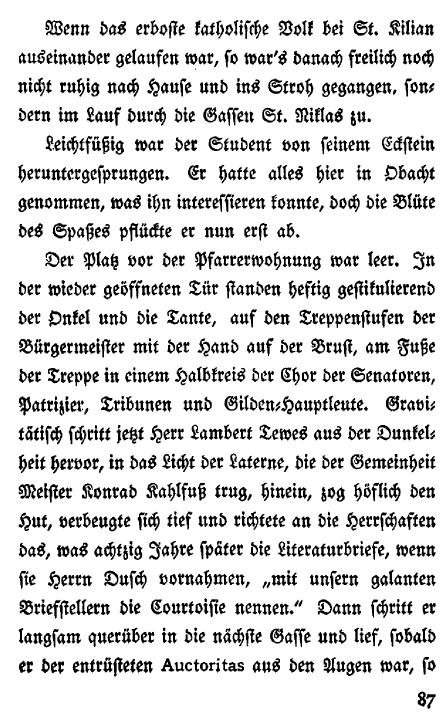 Wenn das erboste katholische Volk bei St. Kilian
auseinander gelaufen war, so war's danach freilich noch
nicht ruhig nach Hause und ins Stroh gegangen, son⸗
dern im Lauf durch die Gassen St. Niklas zu.
Leichtfüßig war der Student von seinem Eckstein
heruntergesprungen. Er hatte alles hier in Obacht
genommen, was ihn interessieren konnte, doch die Blüte
des Spaßes pflückte er nun erst ab.
Der Platz vor der Pfarrerwohnung war leer. In
der wieder geöffneten Tür standen heftig gestikulierend
der Onkel und die Tante, auf den Treppenstufen der
Bürgermeister mit der Hand auf der Brust, am Fuße
der Treppe in einem Halbkreis der Chor der Senatoren,
Patrizier, Tribunen und Gilden⸗Hauptleute. Gravi⸗
tätisch schritt jetzt Herr Lambert Tewes aus der Dunkel⸗
heit hervor, in das Licht der Laterne, die der Gemeinheit
Meister Konrad Kahlfuß trug, hinein, zog höflich den
Hut, verbeugte sich tief und richtete an die Herrschaften
das, was achtzig Jahre später die Literaturbriefe, wenn
sie Herrn Dusch vornahmen, „mit unsern galanten
Briefstellern die Courtoisie nennen.“ Dann schritt er
langsam querüber in die nächste Gasse und lief, sobald
er der entrüsteten Auctoritas aus den Augen war, so
87